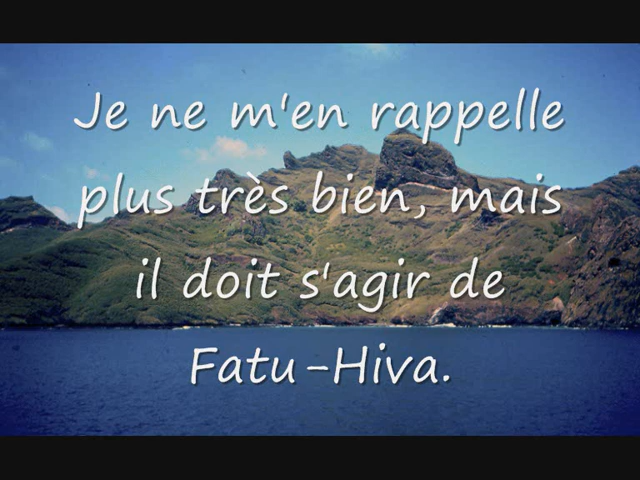 Je ne m'en rappelle
plus très bien, mais
il doit s'agir de
Fatu-Hiva.